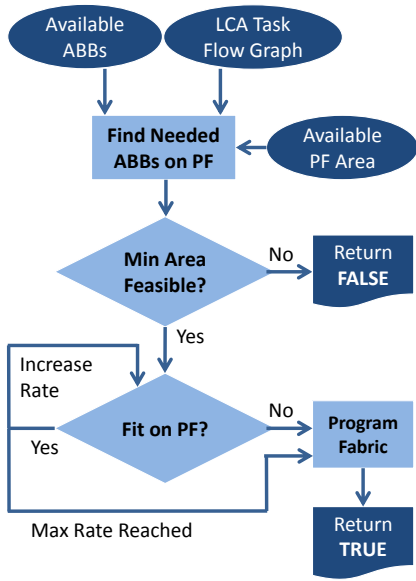 Available
ABBs
LCA Task
Flow Graph
Find Needed
ABBs on PF
Available
PF Area
Min Area
Feasible?
No
Return
FALSE
Yes
Increase
Rate
Yes
Fit on PF?
No
Program
Fabric
Max Rate Reached
Return
TRUE